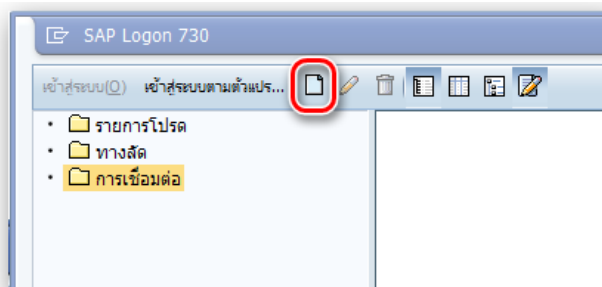 SAP Logon 730
เข้าสู่ระบบ(O) เข้าสู่ระบบตามตัวแปร...
รายการโปรด
ทางลัด
การเชื่อมต่อ